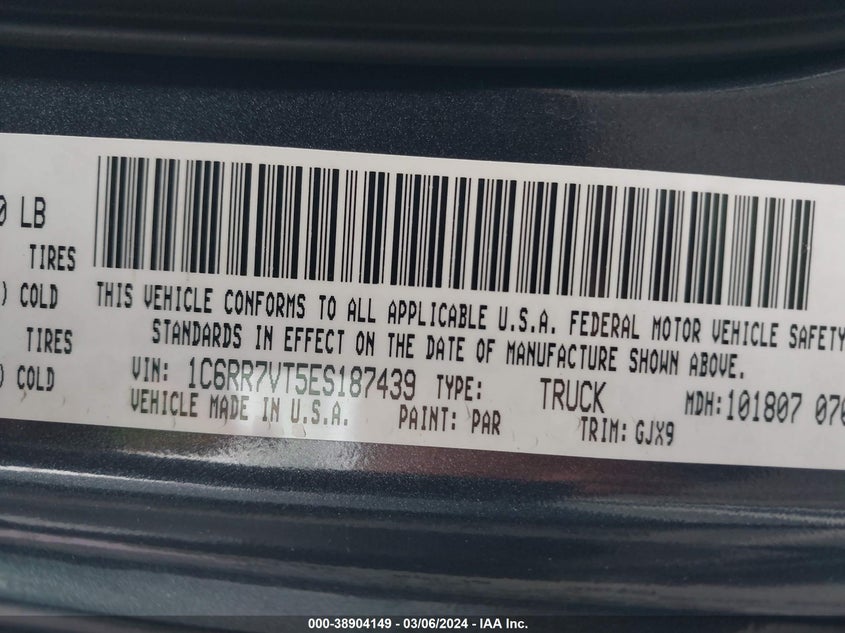 0 LB
TIRES
) COLD
TIRES
) COLD
THIS VEHICLE CONFORMS TO ALL APPLICABLE U.S.A. FEDERAL MOTOR VEHICLE SAFETY
STANDARDS IN EFFECT ON THE DATE OF MANUFACTURE SHOWN ABOVE.
VIN: 1C6RR7VT5ES187439 TYPE: TRUCK MDH:101807 070
VEHICLE MADE IN U.S.A. PAINT: PAR TRIM: GJX9
000-38904149 - 03/06/2024 - IAA Inc.